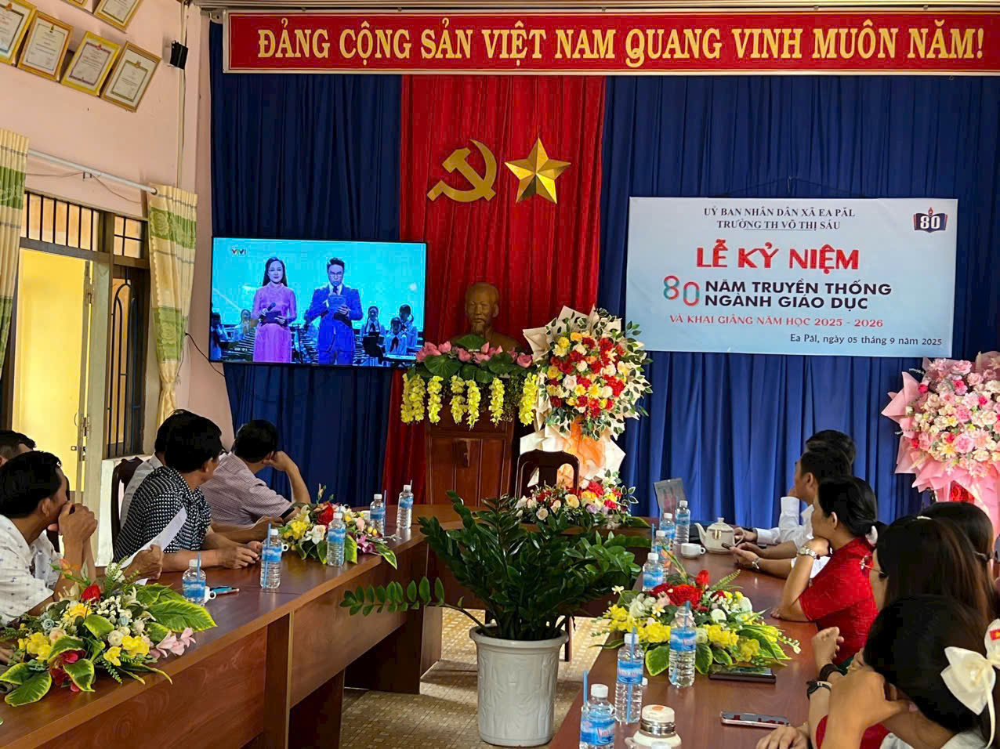 ĐẢNG CỘNG SẢN VIỆT NAM QUANG VINH MUÔN NĂM!
UỶ BAN NHÂN DÂN XÃ EA PĂL
TRƯỜNG TH VÕ THỊ SÁU
80
LỄ KỶ NIỆM
80 NĂM TRUYỀN THỐNG
NGÀNH GIÁO DỤC
VÀ KHAI GIẢNG NĂM HỌC 2025 - 2026
Ea Păl, ngày 05 tháng 9 năm 2025
VTV1